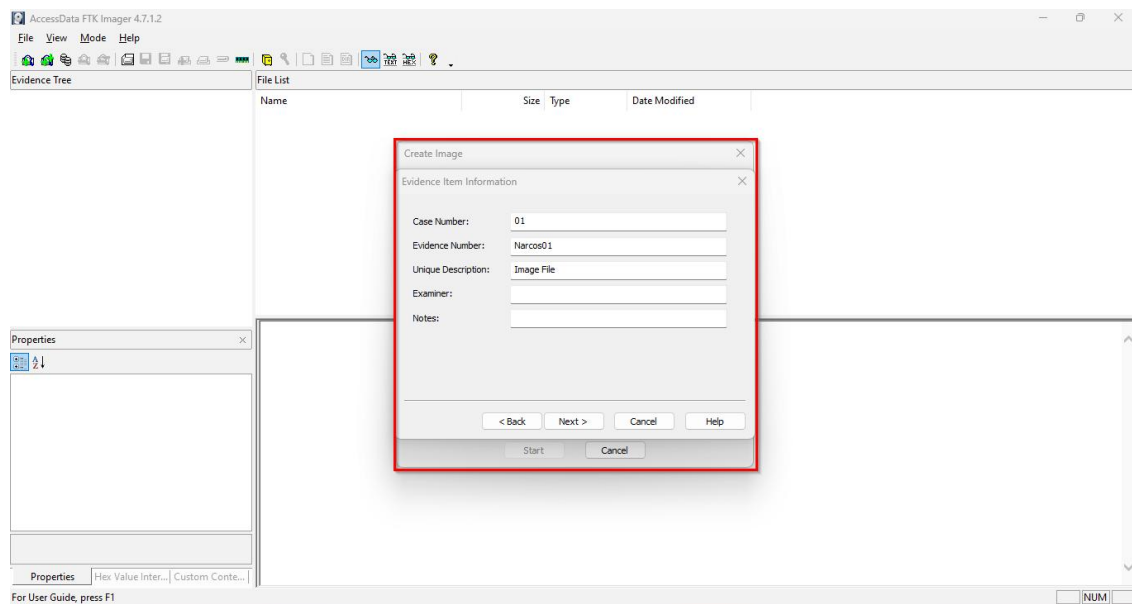 AccessData FTK Imager 4.7.1.2
File View Mode Help
Evidence Tree
File List
Name Size Type Date Modified
Create Image
Evidence Item Information
Case Number: 01
Evidence Number: Narcos01
Unique Description: Image File
Examiner:
Notes:
< Back Next > Cancel Help
Start Cancel
Properties
Properties Hex Value Inter... Custom Conte...
For User Guide, press F1 NUM